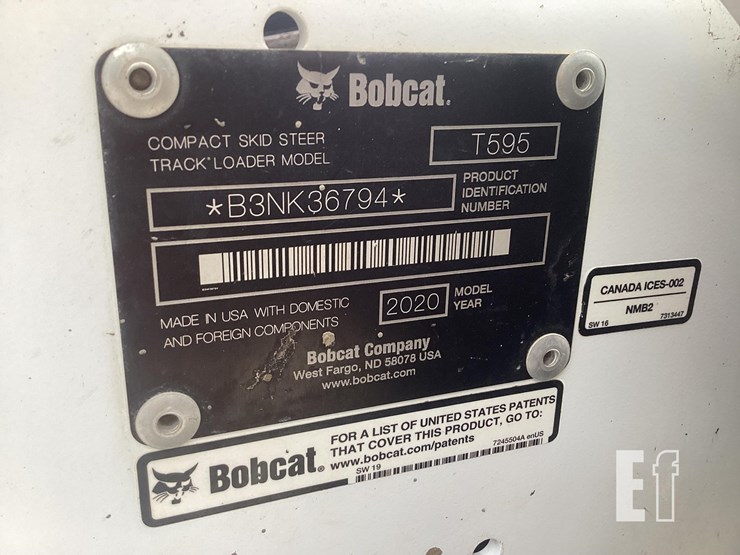 Bobcat.
COMPACT SKID STEER
TRACK LOADER MODEL
T595
*B3NK36794*
PRODUCT
IDENTIFICATION
NUMBER
MADE IN USA WITH DOMESTIC
AND FOREIGN COMPONENTS
2020
MODEL
YEAR
Bobcat Company
West Fargo, ND 58078 USA
www.bobcat.com
CANADA ICES-002
NMB2
SW 16 7313447
Bobcat®
FOR A LIST OF UNITED STATES PATENTS
THAT COVER THIS PRODUCT, GO TO:
www.bobcat.com/patents
7245504A enUS
SW 19
Ef